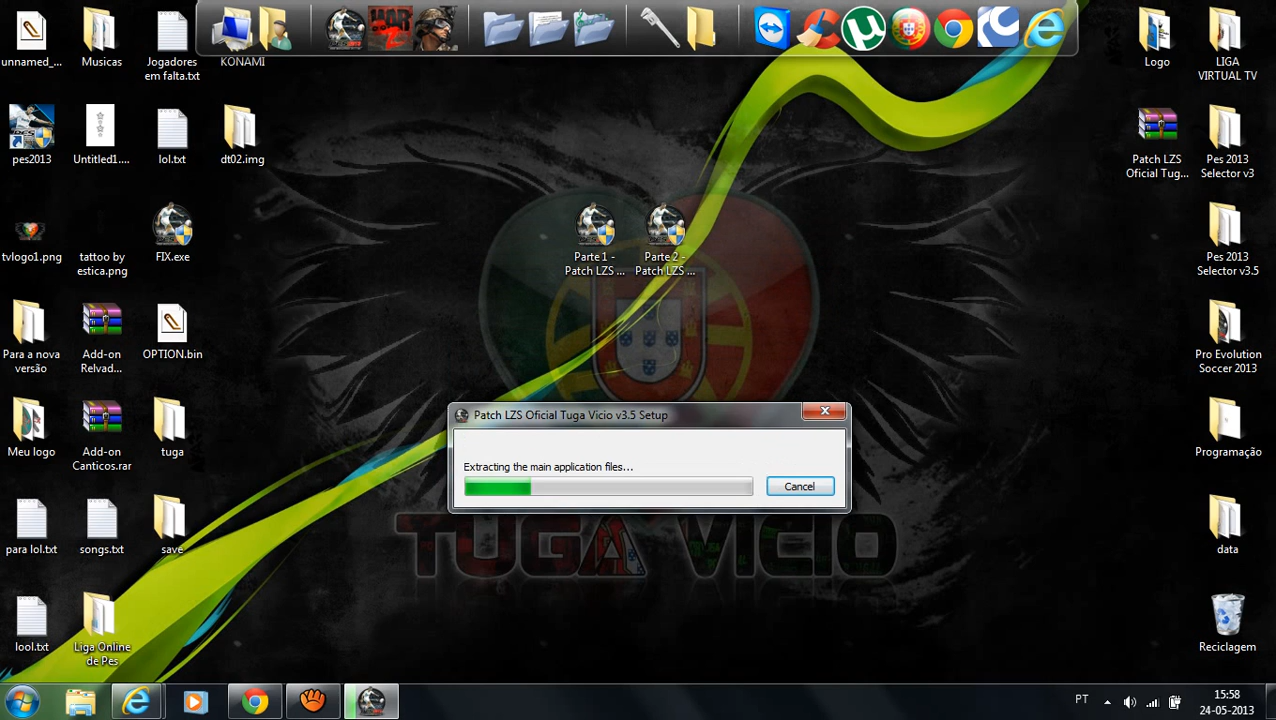 unnamed_...
Musicas
Jogadores
em falta.txt
KONAMI
Logo
LIGA
VIRTUAL TV
pes2013
Untitled1....
lol.txt
dt02.img
Patch LZS
Oficial Tug...
Pes 2013
Selector v3
tvlogo1.png
tattoo by
estica.png
FIX.exe
Parte 1 -
Patch LZS ...
Parte 2 -
Patch LZS ...
Pes 2013
Selector v3.5
Para a nova
versão
Add-on
Relvad...
OPTION.bin
Pro Evolution
Soccer 2013
Patch LZS Oficial Tuga Vicio v3.5 Setup
Extracting the main application files...
Cancel
Meu logo
Add-on
Canticos.rar
tuga
Programação
para lol.txt
songs.txt
save
data
TUGA VICIO
lool.txt
Liga Online
de Pes
Reciclagem
PT
15:58
24-05-2013